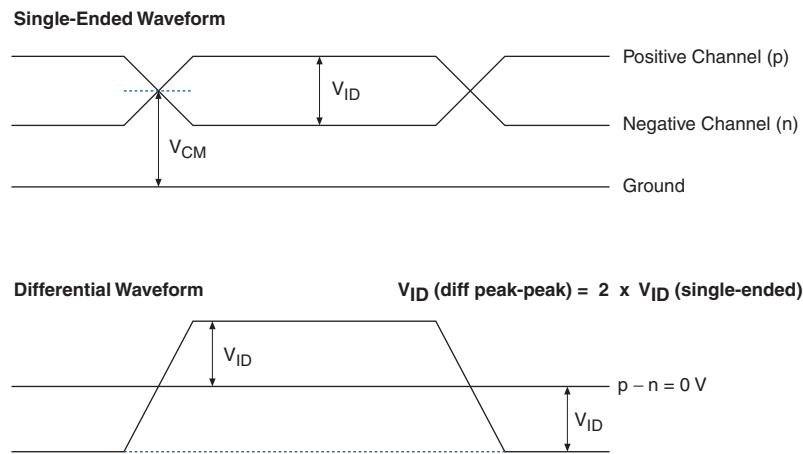 Single-Ended Waveform
Positive Channel (p)
VID
Negative Channel (n)
VCM
Ground
Differential Waveform
VID (diff peak-peak) = 2 x VID (single-ended)
VID
p – n = 0 V
VID